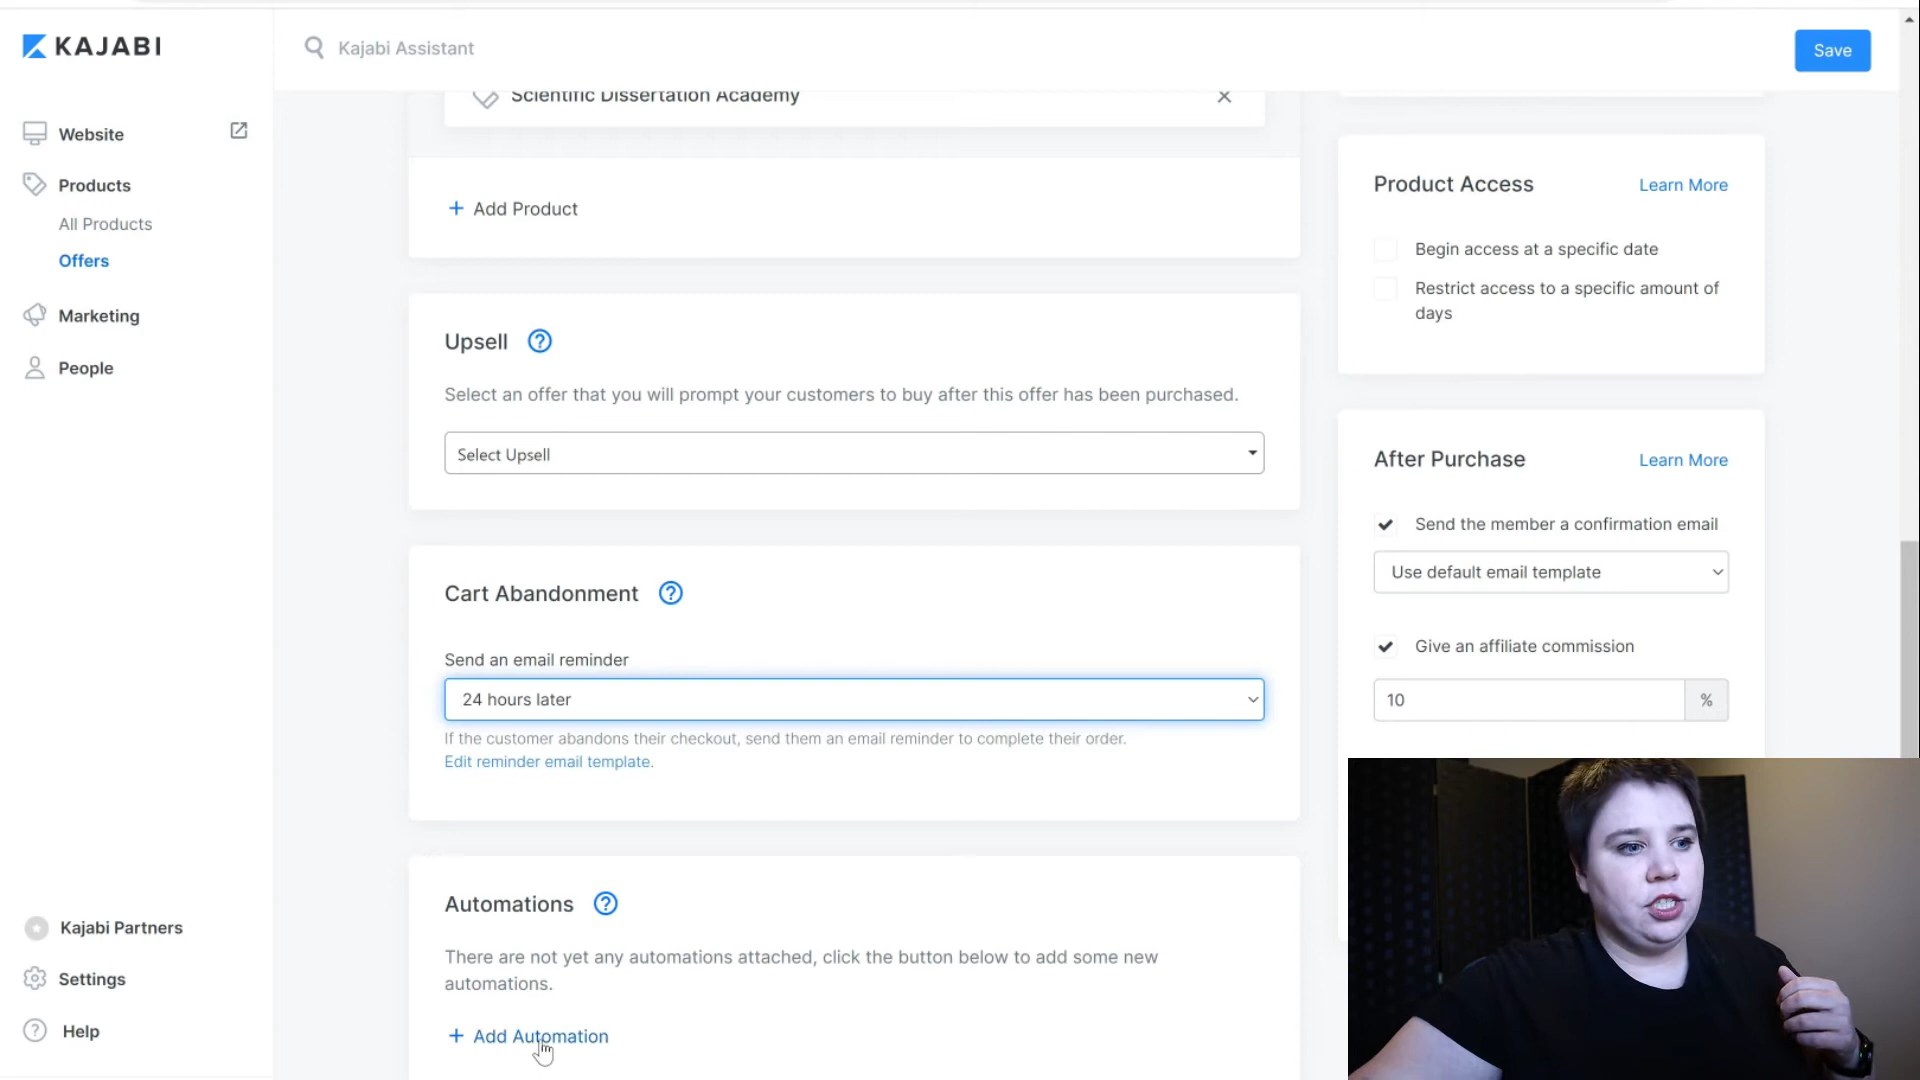 KAJABI
Kajabi Assistant
Save
Website
Products
All Products
Offers
Marketing
People
Kajabi Partners
Settings
Help
Scientific Dissertation Academy
+ Add Product
Upsell ?
Select an offer that you will prompt your customers to buy after this offer has been purchased.
Select Upsell
Cart Abandonment ?
Send an email reminder
24 hours later
If the customer abandons their checkout, send them an email reminder to complete their order.
Edit reminder email template.
Automations ?
There are not yet any automations attached, click the button below to add some new
automations.
+ Add Automation
Product Access Learn More
Begin access at a specific date
Restrict access to a specific amount of
days
After Purchase Learn More
Send the member a confirmation email
Use default email template
Give an affiliate commission
10 %